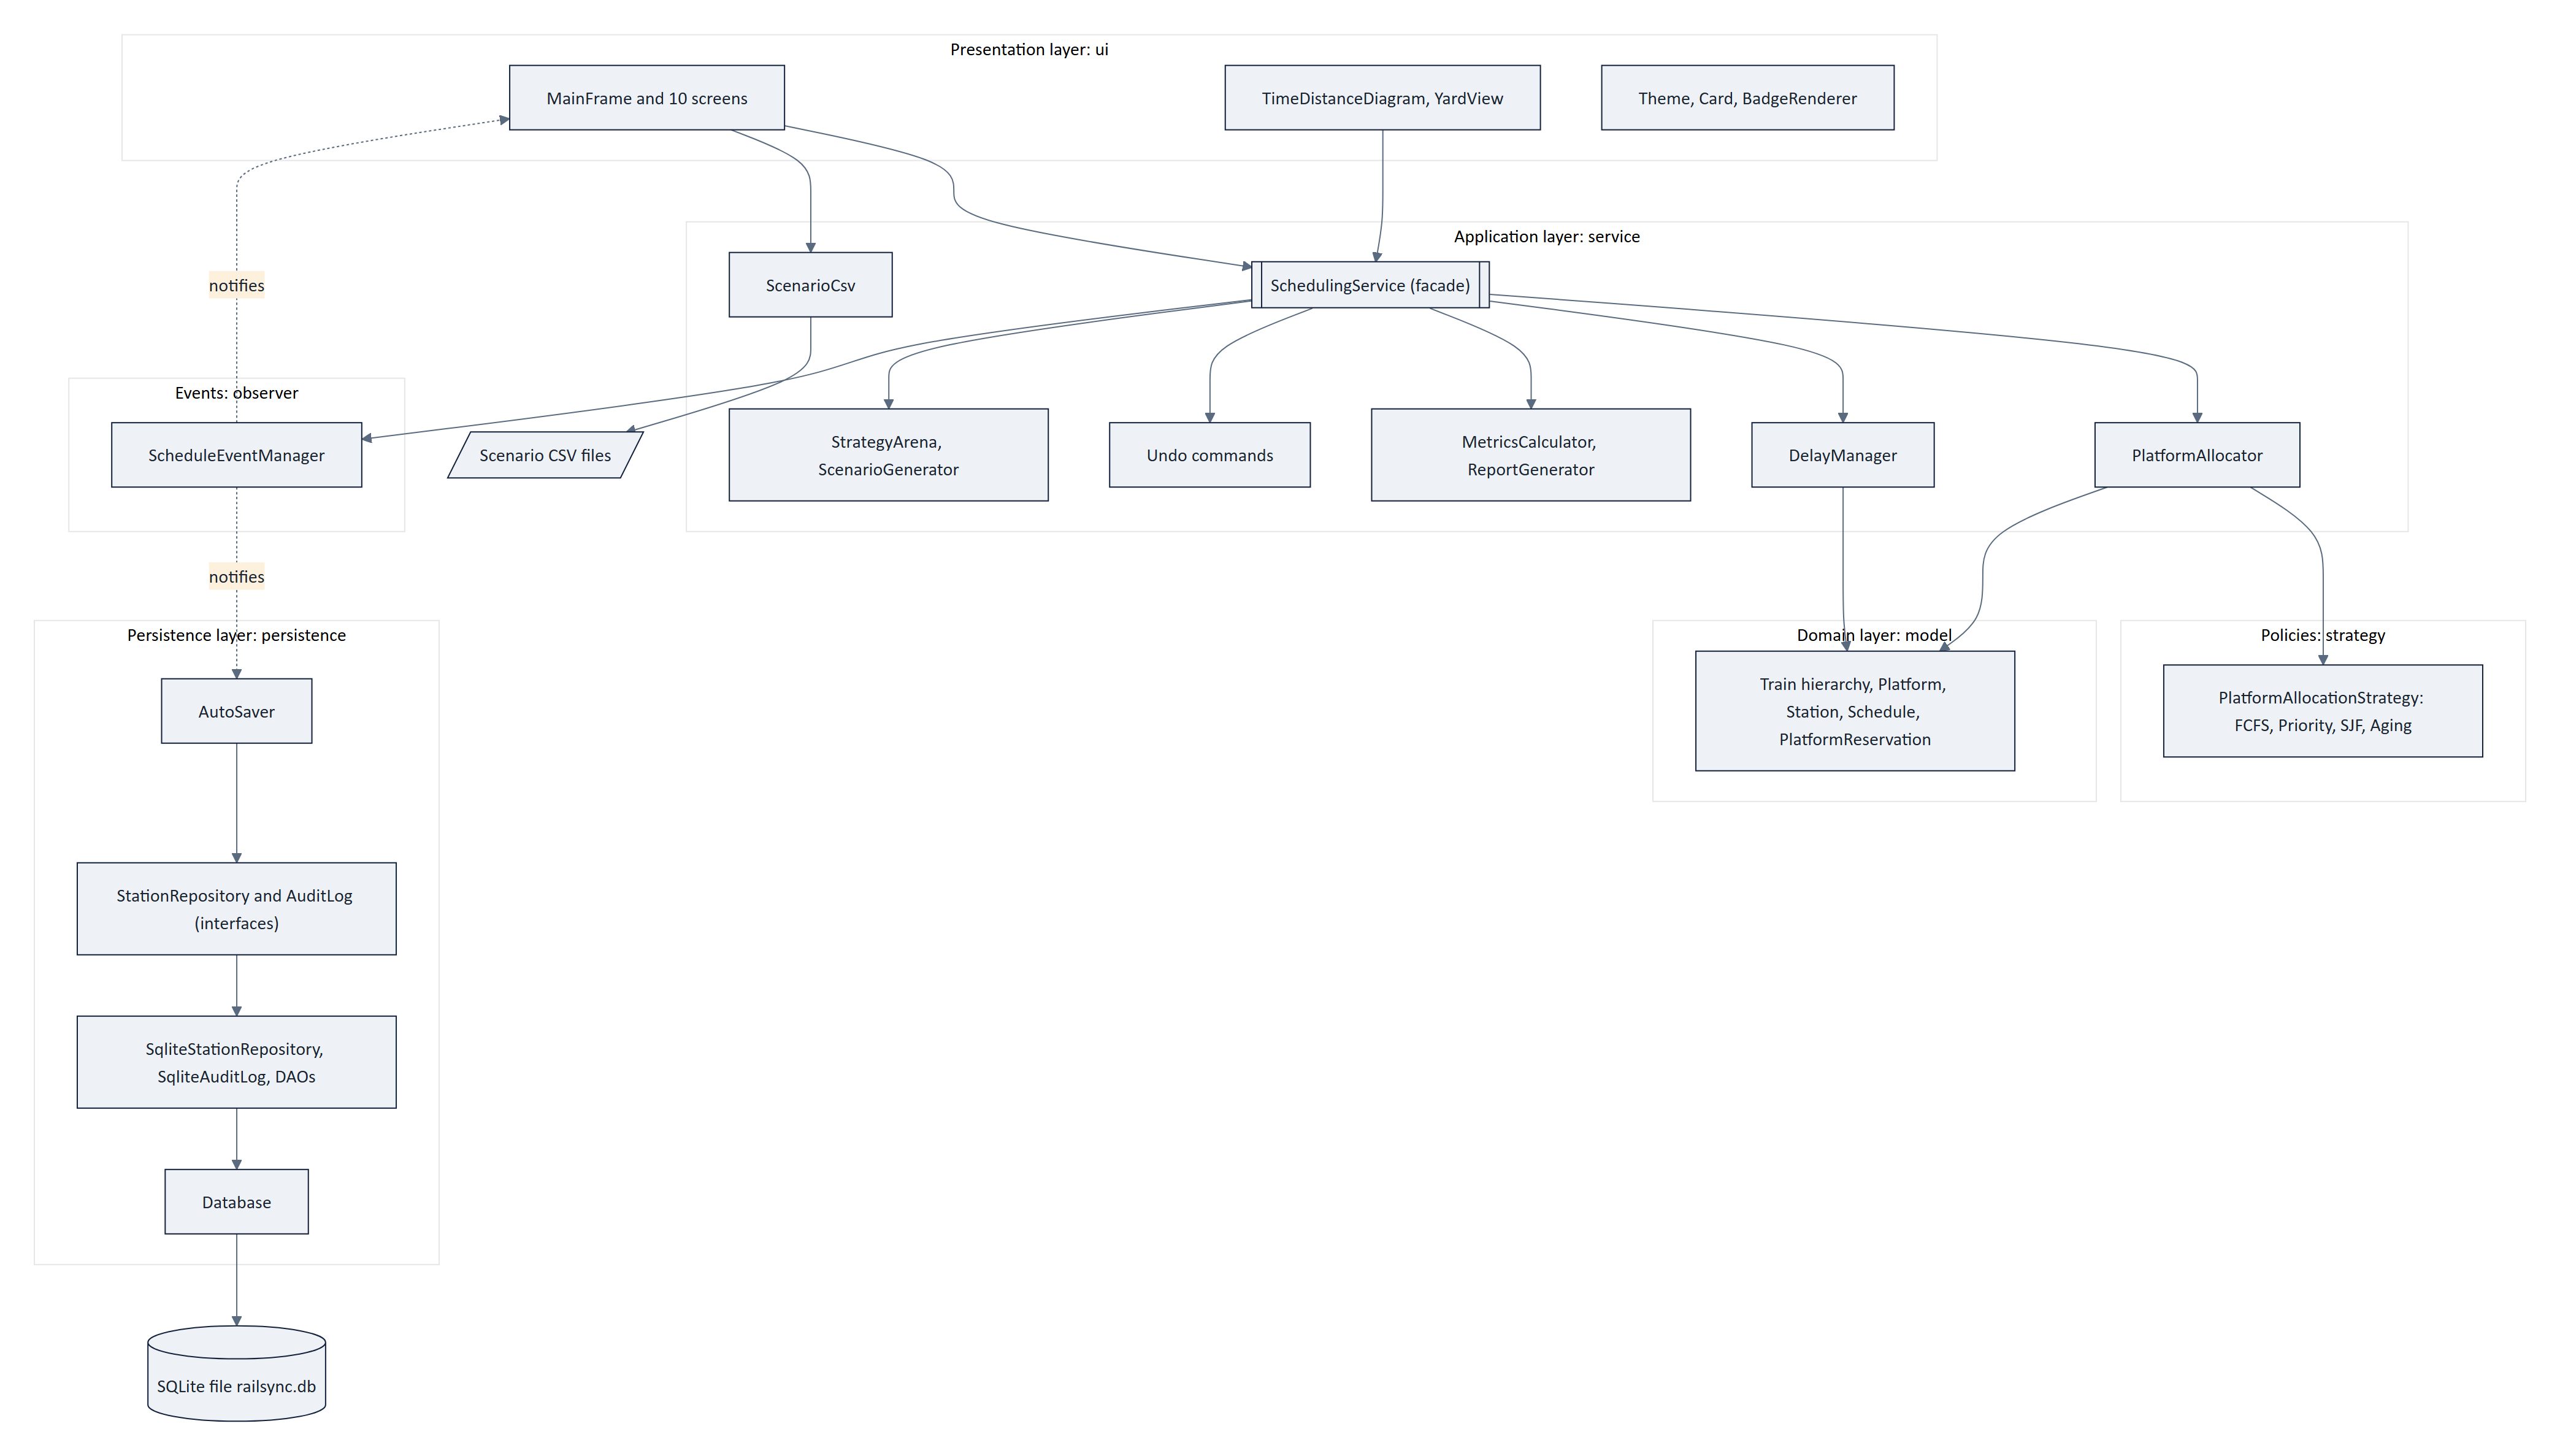 Presentation layer: ui
MainFrame and 10 screens
TimeDistanceDiagram, YardView
Theme, Card, BadgeRenderer
Application layer: service
ScenarioCsv
SchedulingService (facade)
notifies
Events: observer
ScheduleEventManager
Scenario CSV files
StrategyArena,
ScenarioGenerator
Undo commands
MetricsCalculator,
ReportGenerator
DelayManager
PlatformAllocator
notifies
Persistence layer: persistence
Domain layer: model
Policies: strategy
AutoSaver
Train hierarchy, Platform,
Station, Schedule,
PlatformReservation
PlatformAllocationStrategy:
FCFS, Priority, SJF, Aging
StationRepository and AuditLog
(interfaces)
SqliteStationRepository,
SqliteAuditLog, DAOs
Database
SQLite file railsync.db